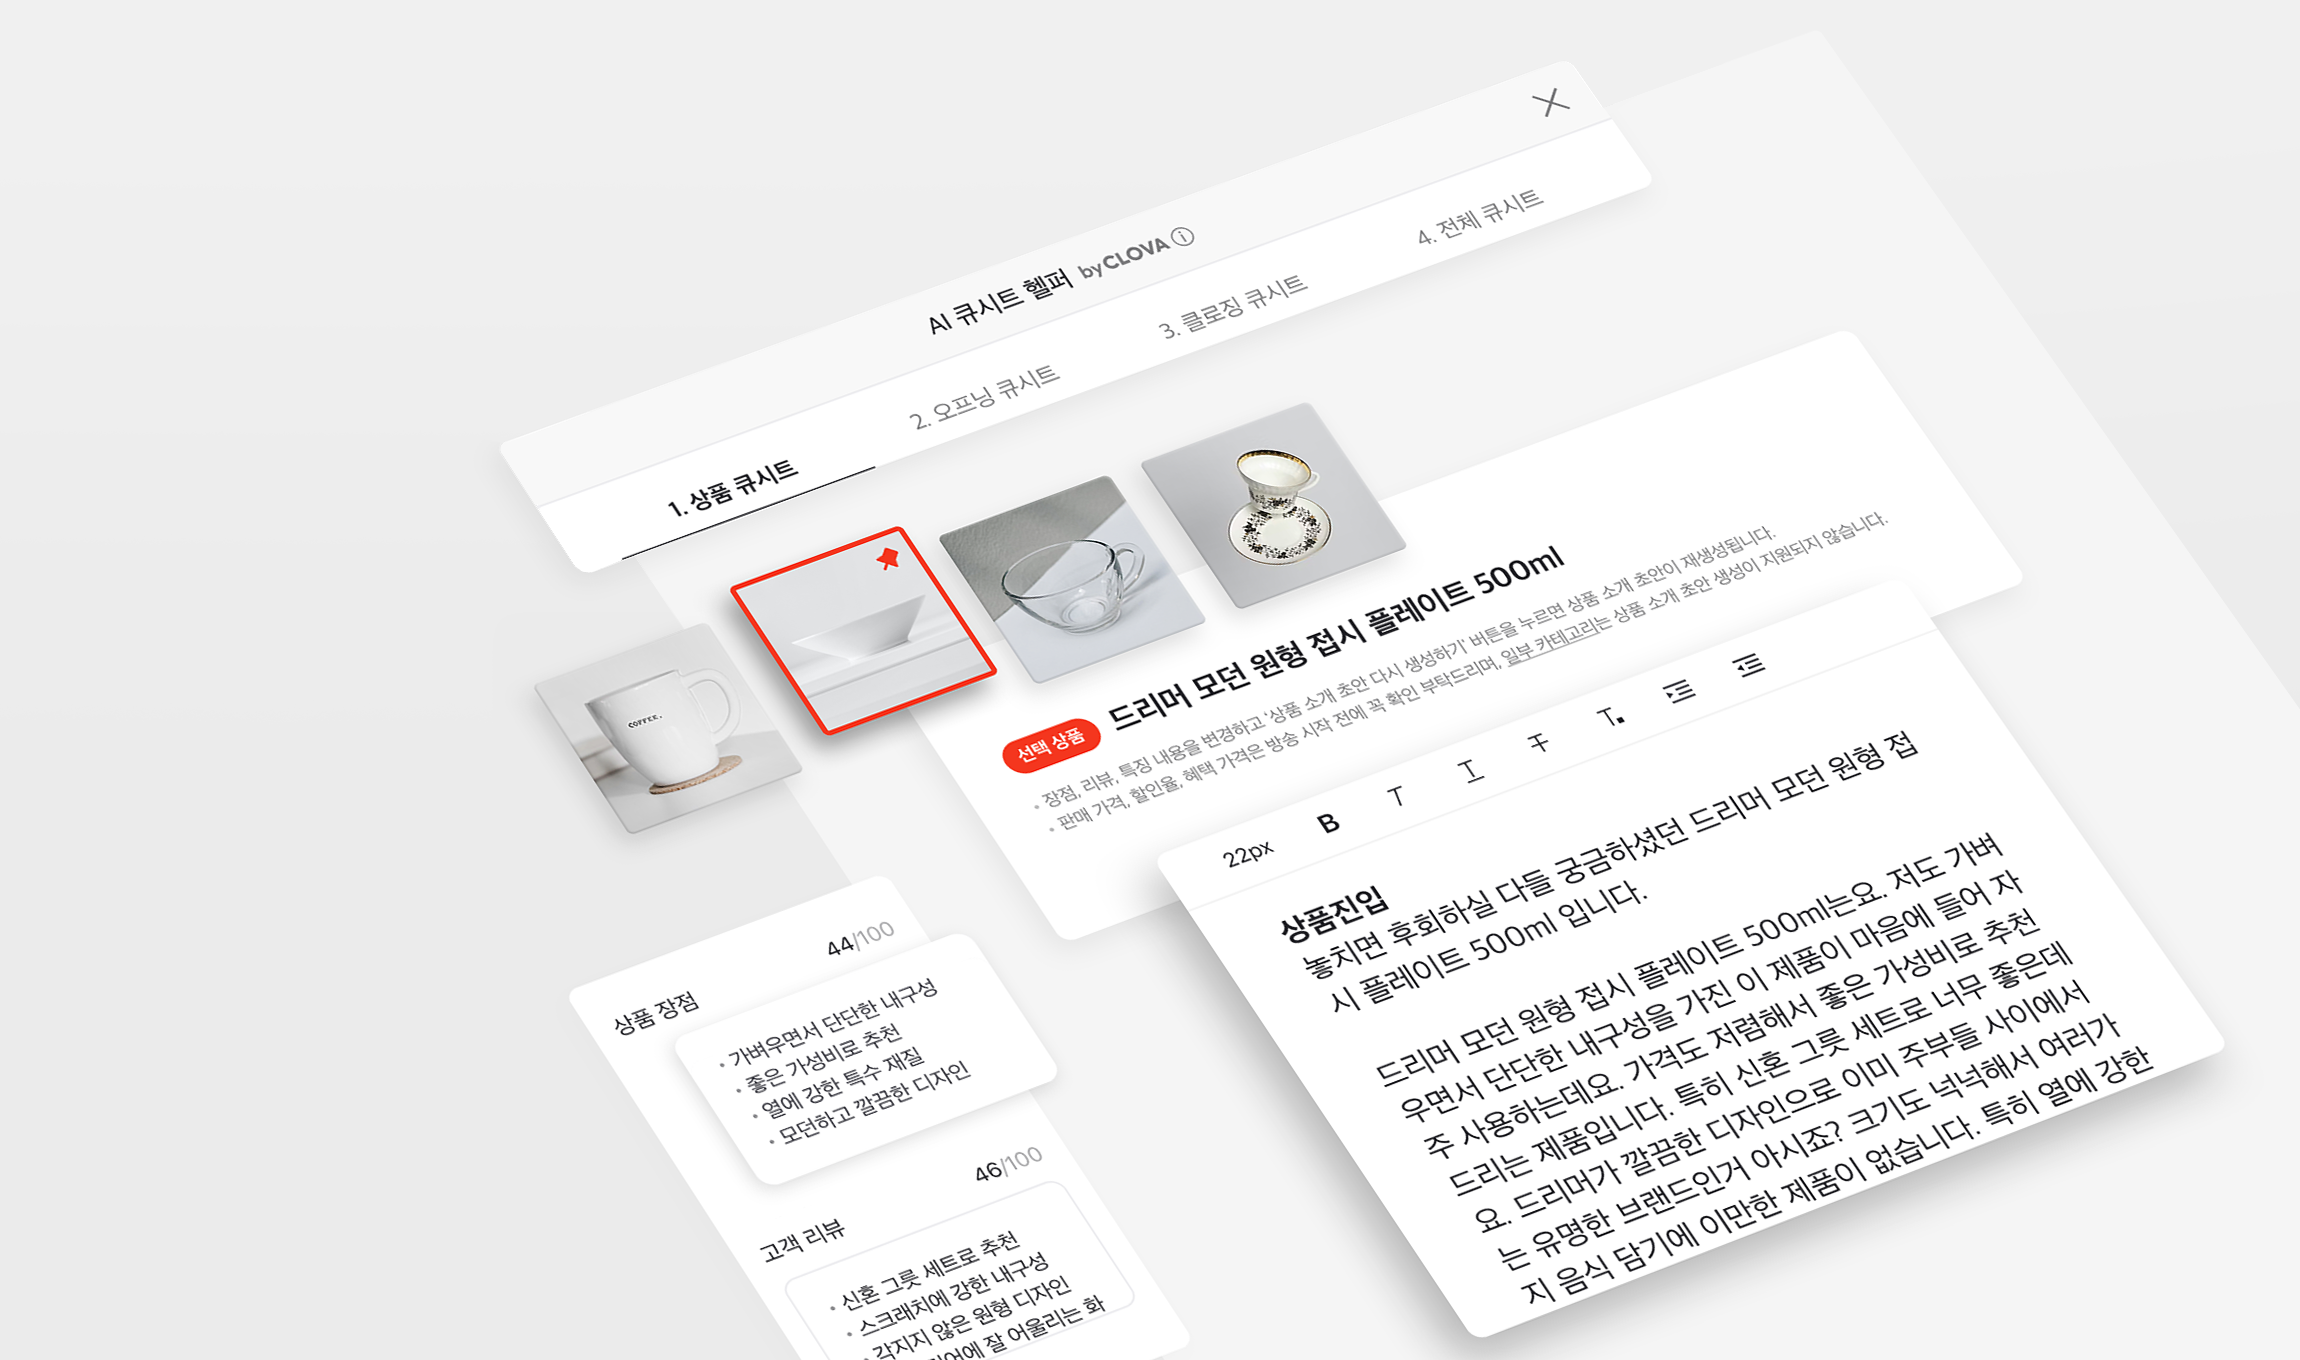 AI 큐시트 헬퍼 by CLOVA
1. 상품 큐시트
2. 오프닝 큐시트
3. 클로징 큐시트
4. 전체 큐시트
COFFEE.
선택 상품 드리머 모던 원형 접시 플레이트 500ml
• 장점, 리뷰, 특징 내용을 변경하고 ‘상품 소개 초안 다시 생성하기’ 버튼을 누르면 상품 소개 초안이 재생성됩니다.
• 판매 가격, 할인율, 혜택 가격은 방송 시작 전에 꼭 확인 부탁드리며, 일부 카테고리는 상품 소개 초안 생성이 지원되지 않습니다.
22px B T T T T.
상품진입
놓치면 후회하실 다들 궁금하셨던 드리머 모던 원형 접
시 플레이트 500ml 입니다.
드리머 모던 원형 접시 플레이트 500ml는요. 저도 가벼
우면서 단단한 내구성을 가진 이 제품이 마음에 들어 자
주 사용하는데요. 가격도 저렴해서 좋은 가성비로 추천
드리는 제품입니다. 특히 신혼 그릇 세트로 너무 좋은데
요. 드리머가 깔끔한 디자인으로 이미 주부들 사이에서
는 유명한 브랜드인거 아시죠? 크기도 넉넉해서 여러가
지 음식 담기에 이만한 제품이 없습니다. 특히 열에 강한
상품 장점 44/100
• 가벼우면서 단단한 내구성
• 좋은 가성비로 추천
• 열에 강한 특수 재질
• 모던하고 깔끔한 디자인
고객 리뷰 46/100
• 신혼 그릇 세트로 추천
• 스크래치에 강한 내구성
• 각지지 않은 원형 디자인
잘 어울리는 화